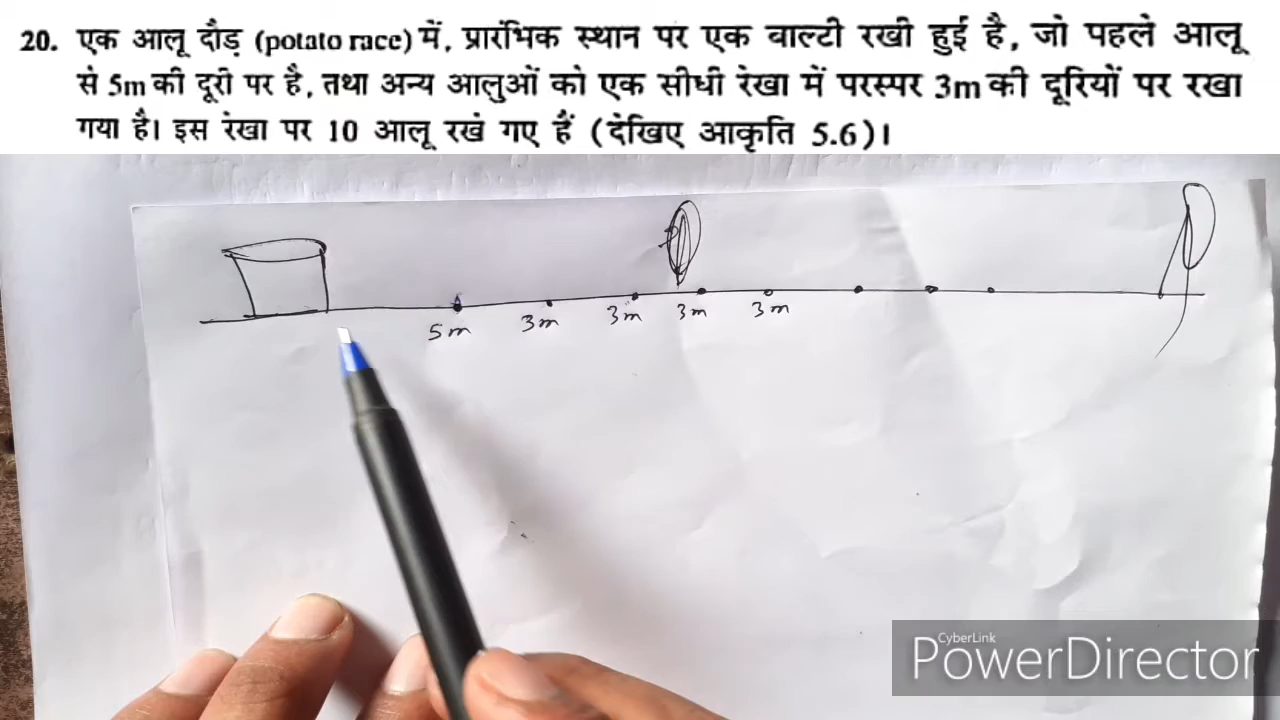 20. एक आलू दौड़ (potato race) में, प्रारंभिक स्थान पर एक बाल्टी रखी हुई है, जो पहले आलू
से 5m की दूरी पर है, तथा अन्य आलुओं को एक सीधी रेखा में परस्पर 3m की दूरियों पर रखा
गया है। इस रेखा पर 10 आलू रखे गए हैं (देखिए आकृति 5.6)।
5m 3m 3m 3m 3m
CyberLink
PowerDirector